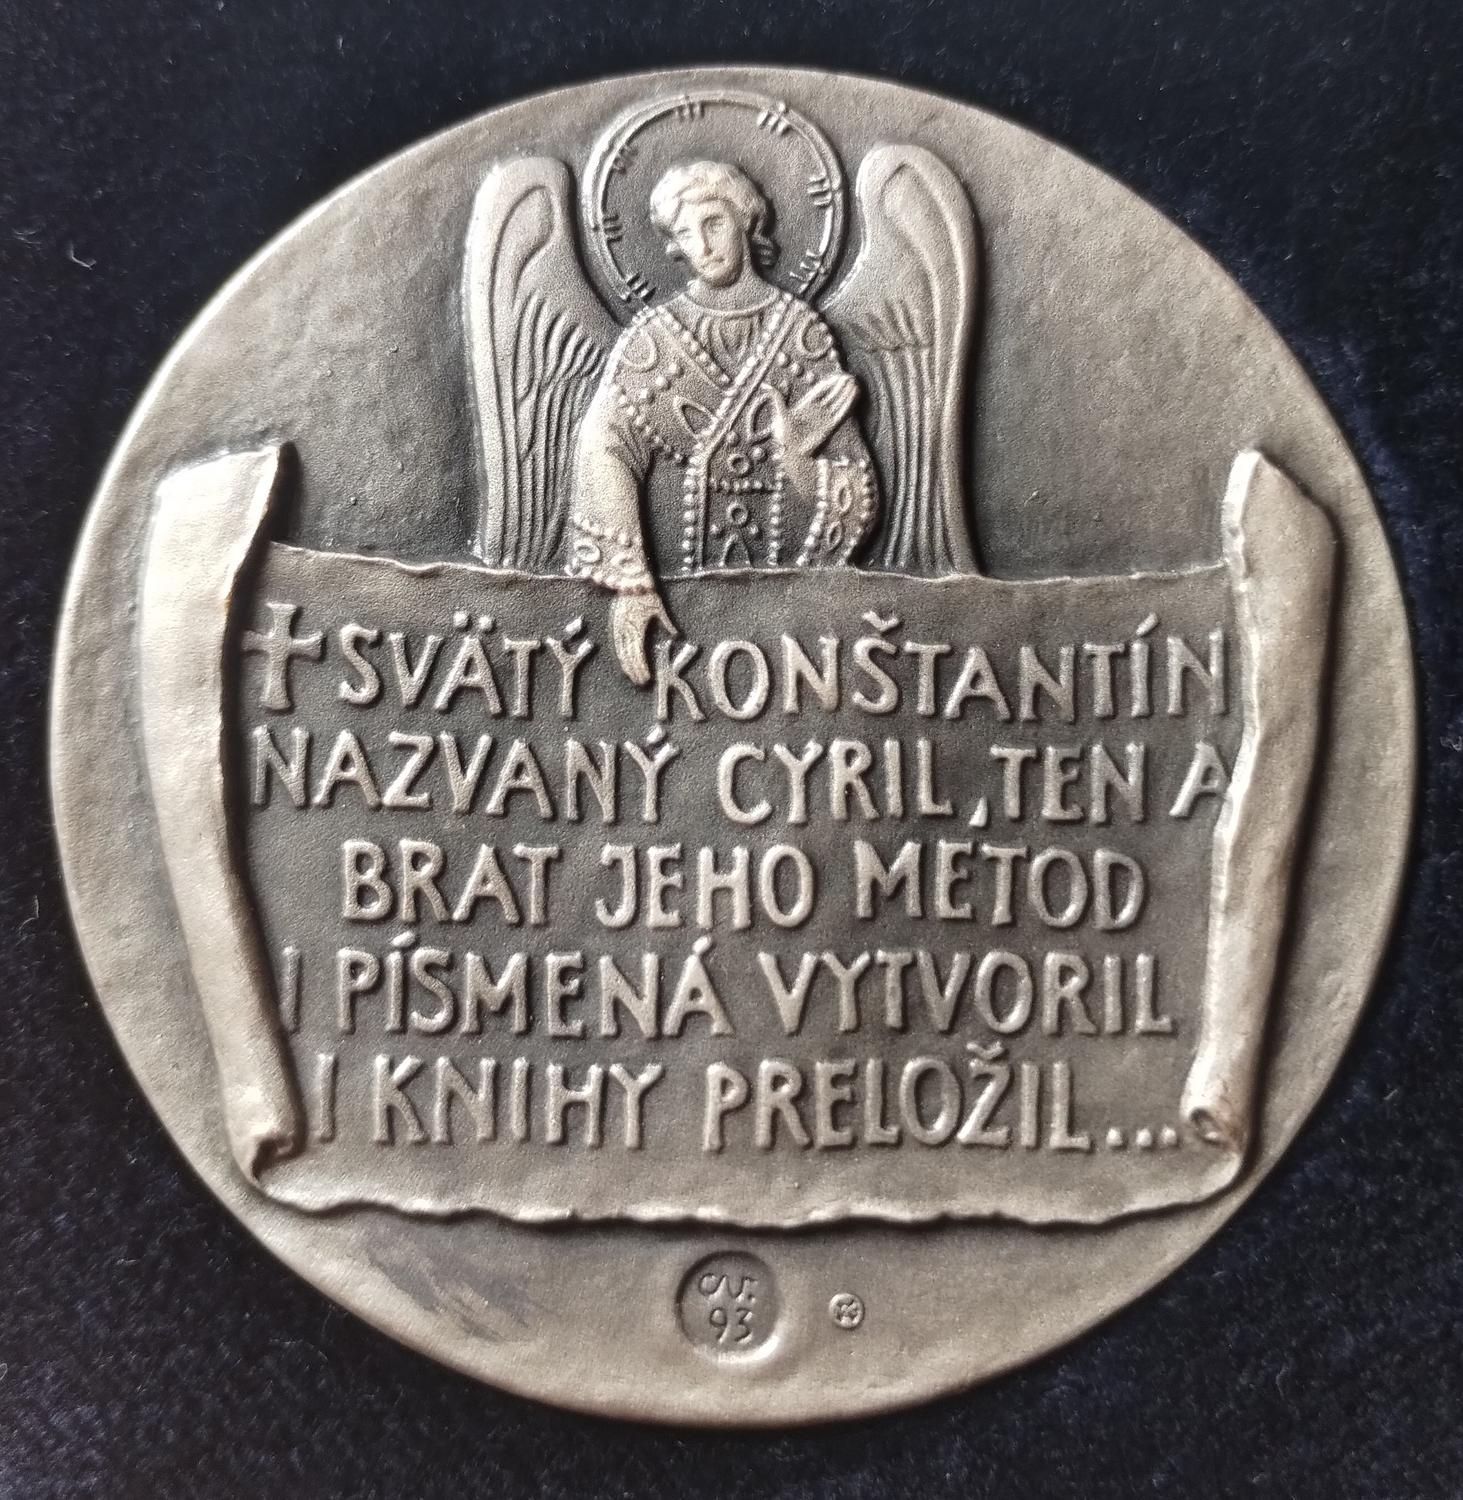 + SVÄTÝ KONŠTANTÍN
NAZVANÝ CYRIL, TEN A
BRAT JEHO METOD
I PÍSMENÁ VYTVORIL
I KNIHY PRELOŽIL...
93